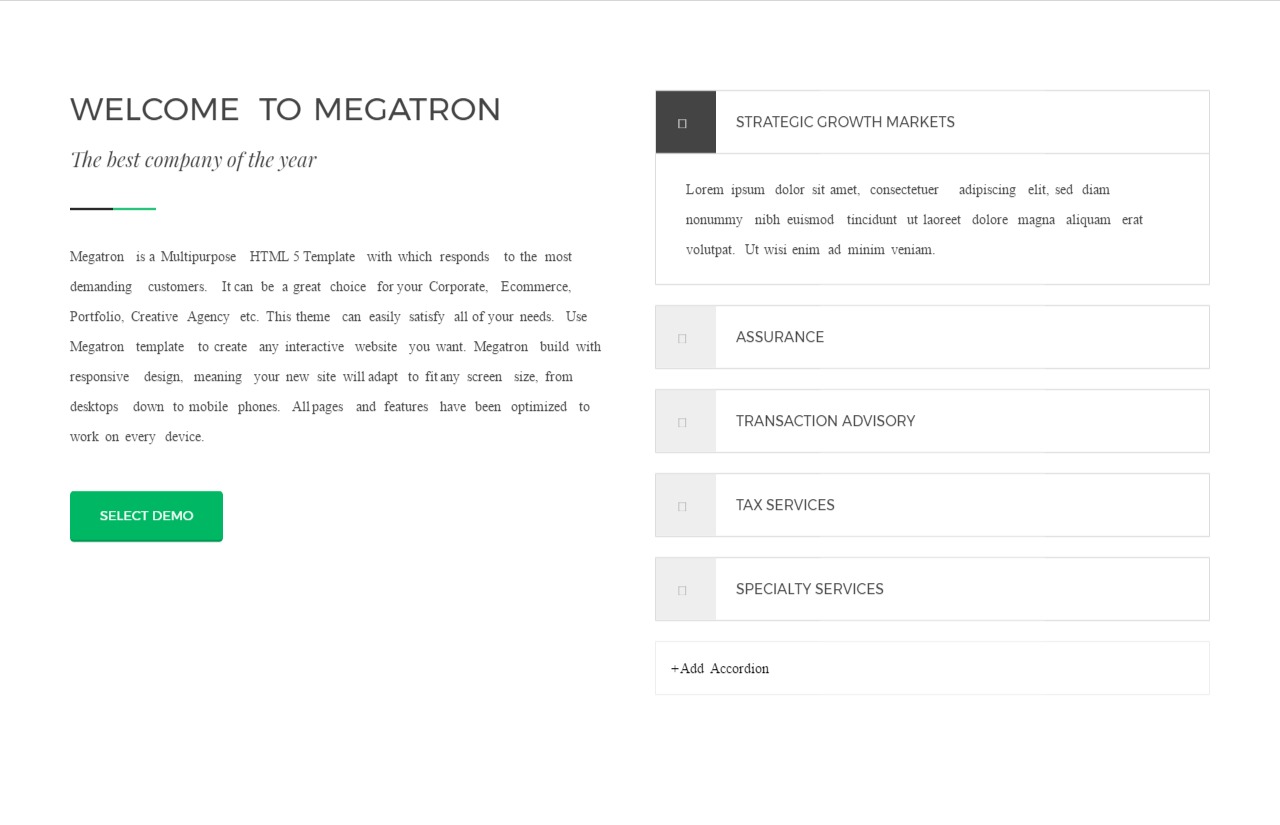 WELCOME TO MEGATRON
The best company of the year
Megatron is a Multipurpose HTML 5 Template with which responds to the most
demanding customers. It can be a great choice for your Corporate, Ecommerce,
Portfolio, Creative Agency etc. This theme can easily satisfy all of your needs. Use
Megatron template to create any interactive website you want. Megatron build with
responsive design, meaning your new site will adapt to fit any screen size, from
desktops down to mobile phones. All pages and features have been optimized to
work on every device.
SELECT DEMO
STRATEGIC GROWTH MARKETS
Lorem ipsum dolor sit amet, consectetuer adipiscing elit, sed diam
nonummy nibh euismod tincidunt ut laoreet dolore magna aliquam erat
volutpat. Ut wisi enim ad minim veniam.
ASSURANCE
TRANSACTION ADVISORY
TAX SERVICES
SPECIALTY SERVICES
+Add Accordion